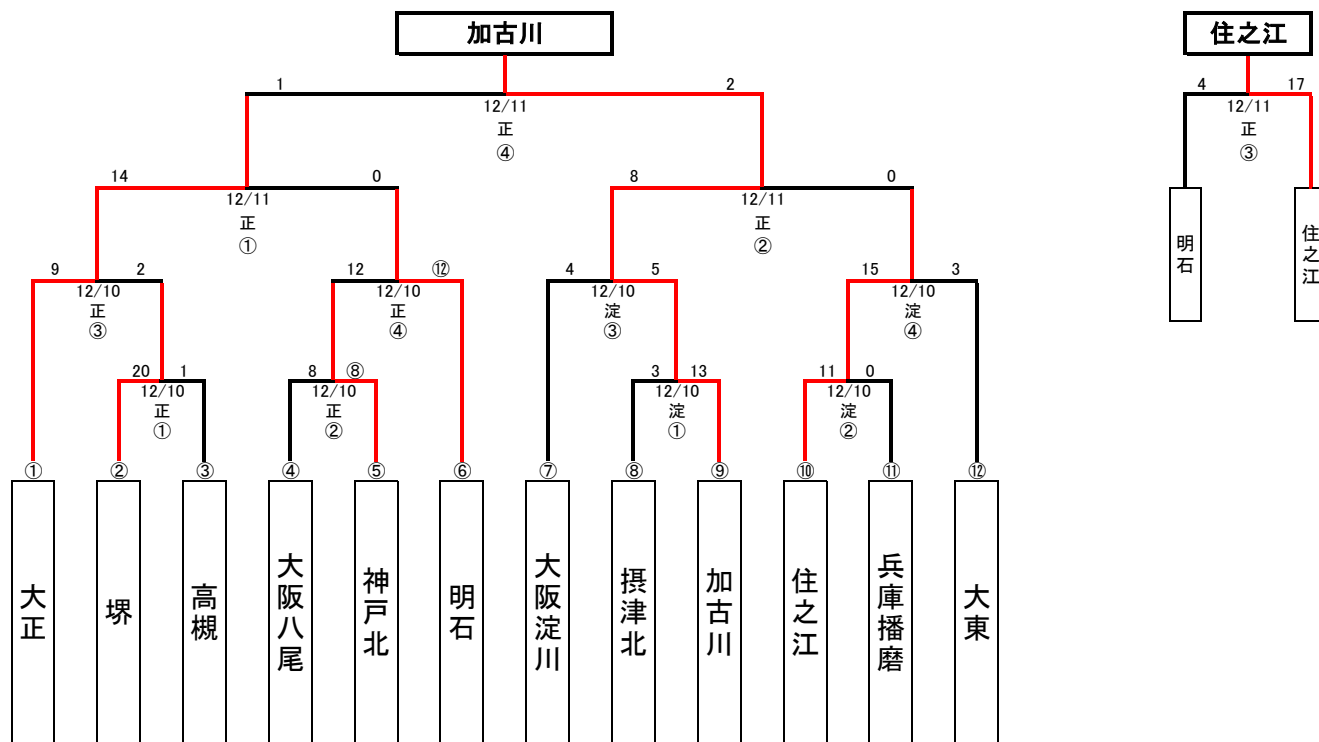 加古川
住之江
1
2
12/11
正
④
4
17
12/11
正
③
明石
住之江
14
0
12/11
正
①
8
0
12/11
正
②
9
2
12/10
正
③
12
⑫
12/10
正
④
4
5
12/10
淀
③
15
3
12/10
淀
④
20
1
12/10
正
①
8
⑧
12/10
正
②
3
13
12/10
淀
①
11
0
12/10
淀
②
①
②
③
④
⑤
⑥
⑦
⑧
⑨
⑩
⑪
⑫
大正
堺
高槻
大阪八尾
神戸北
明石
大阪淀川
摂津北
加古川
住之江
兵庫播磨
大東